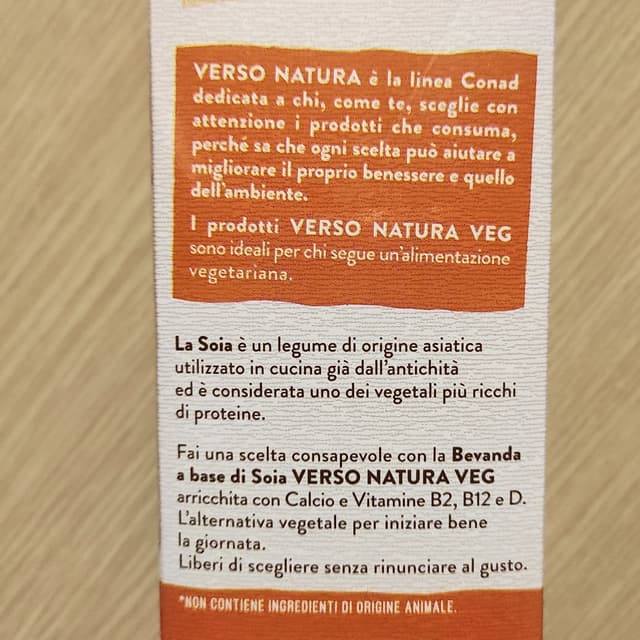 VERSO NATURA è la linea Conad
dedicata a chi, come te, sceglie con
attenzione i prodotti che consuma,
perché sa che ogni scelta può aiutare a
migliorare il proprio benessere e quello
dell'ambiente.
I prodotti VERSO NATURA VEG
sono ideali per chi segue un'alimentazione
vegetariana.
La Soia è un legume di origine asiatica
utilizzato in cucina già dall'antichità
ed è considerata uno dei vegetali più ricchi
di proteine.
Fai una scelta consapevole con la Bevanda
a base di Soia VERSO NATURA VEG
arricchita con Calcio e Vitamine B2, B12 e D.
L'alternativa vegetale per iniziare bene
la giornata.
Liberi di scegliere senza rinunciare al gusto.
*NON CONTIENE INGREDIENTI DI ORIGINE ANIMALE.